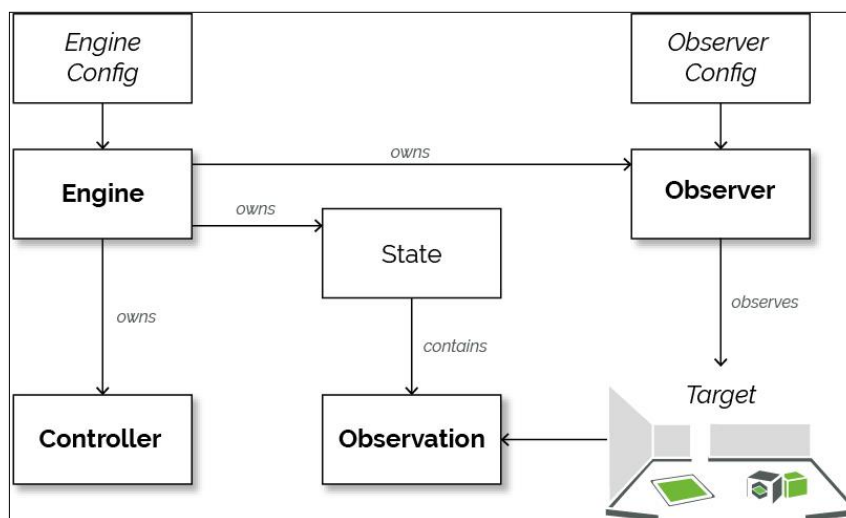 Engine
Config
Observer
Config
owns
Engine
Observer
owns
State
owns
observes
contains
Target
Controller
Observation